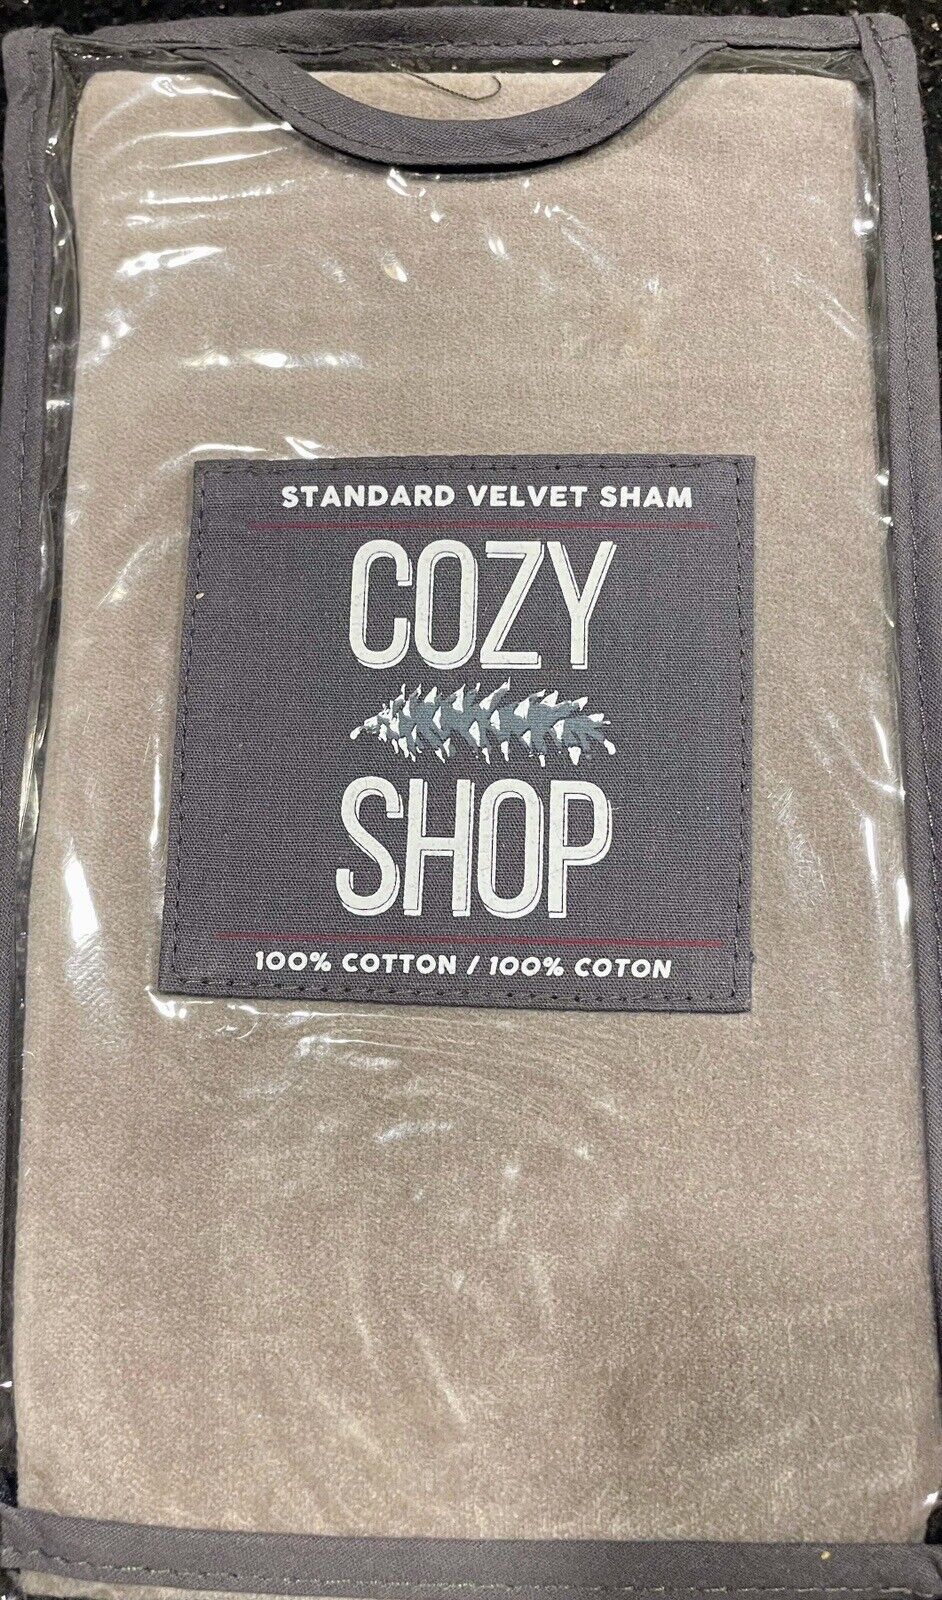 STANDARD VELVET SHAM
COZY
SHOP
100% COTTON / 100% COTON